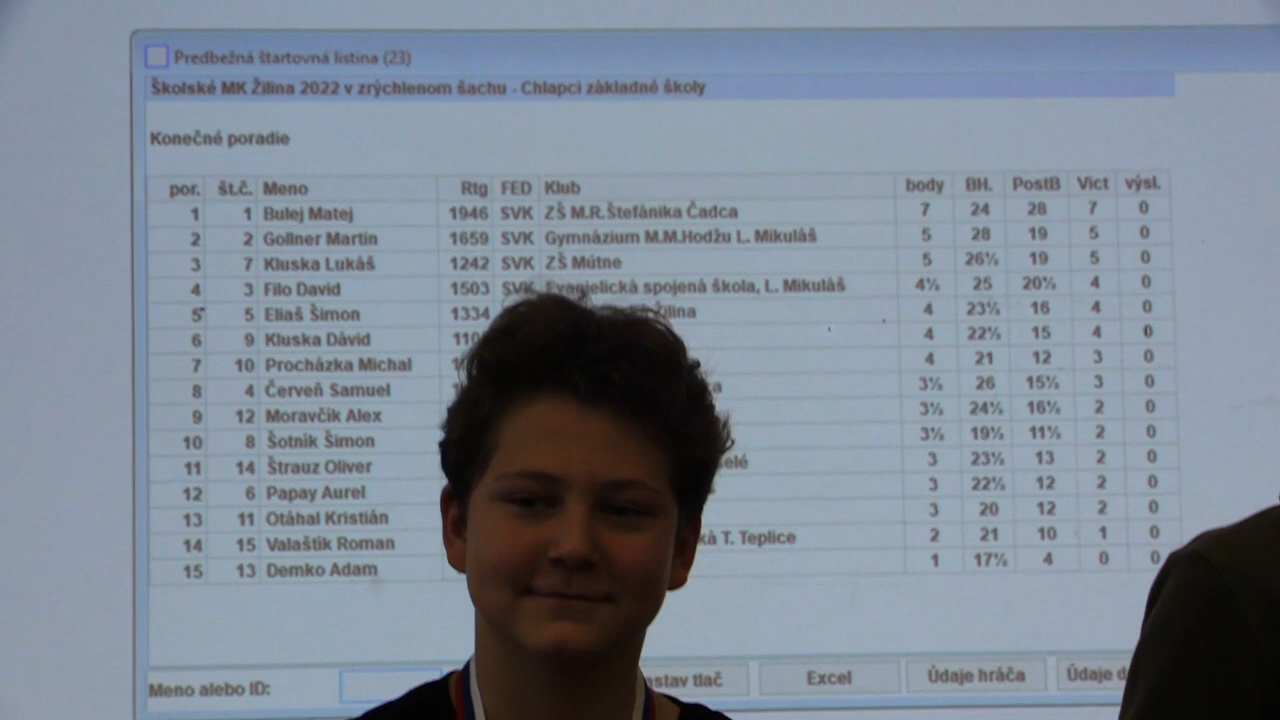 Predbežná štartovná listina (23)
Školské MK Žilina 2022 v zrýchlenom šachu - Chlapci základné školy
Konečné poradie
por. št.č. Meno Rtg FED Klub body BH. PostB Vict výsl.
1 1 Bulej Matej 1946 SVK ZŠ M.R.Štefánika Čadca 7 24 28 7 0
2 2 Gollner Martin 1659 SVK Gymnázium M.M.Hodžu L. Mikuláš 5 28 19 5 0
3 7 Kluska Lukáš 1242 SVK ZŠ Mútne 5 26½ 19 5 0
4 3 Filo David 1503 SVK Evanjelická spojená škola, L. Mikuláš 4½ 25 20½ 4 0
5 5 Eliaš Šimon 1334 Žilina 4 23½ 16 4 0
6 9 Kluska Dávid 4 22½ 15 4 0
7 10 Procházka Michal 4 21 12 3 0
8 4 Červeň Samuel 3½ 26 15½ 3 0
9 12 Moravčík Alex 3½ 24½ 16½ 2 0
10 8 Šotník Šimon 3½ 19½ 11½ 2 0
11 14 Štrauz Oliver elé 3 23½ 13 2 0
12 6 Papay Aurel 3 22½ 12 2 0
13 11 Otáhal Kristián 3 20 12 2 0
14 15 Valaštík Roman ká T. Teplice 2 21 10 1 0
15 13 Demko Adam 1 17½ 4 0 0
Meno alebo ID: astav tlač Excel Údaje hráča Údaje d